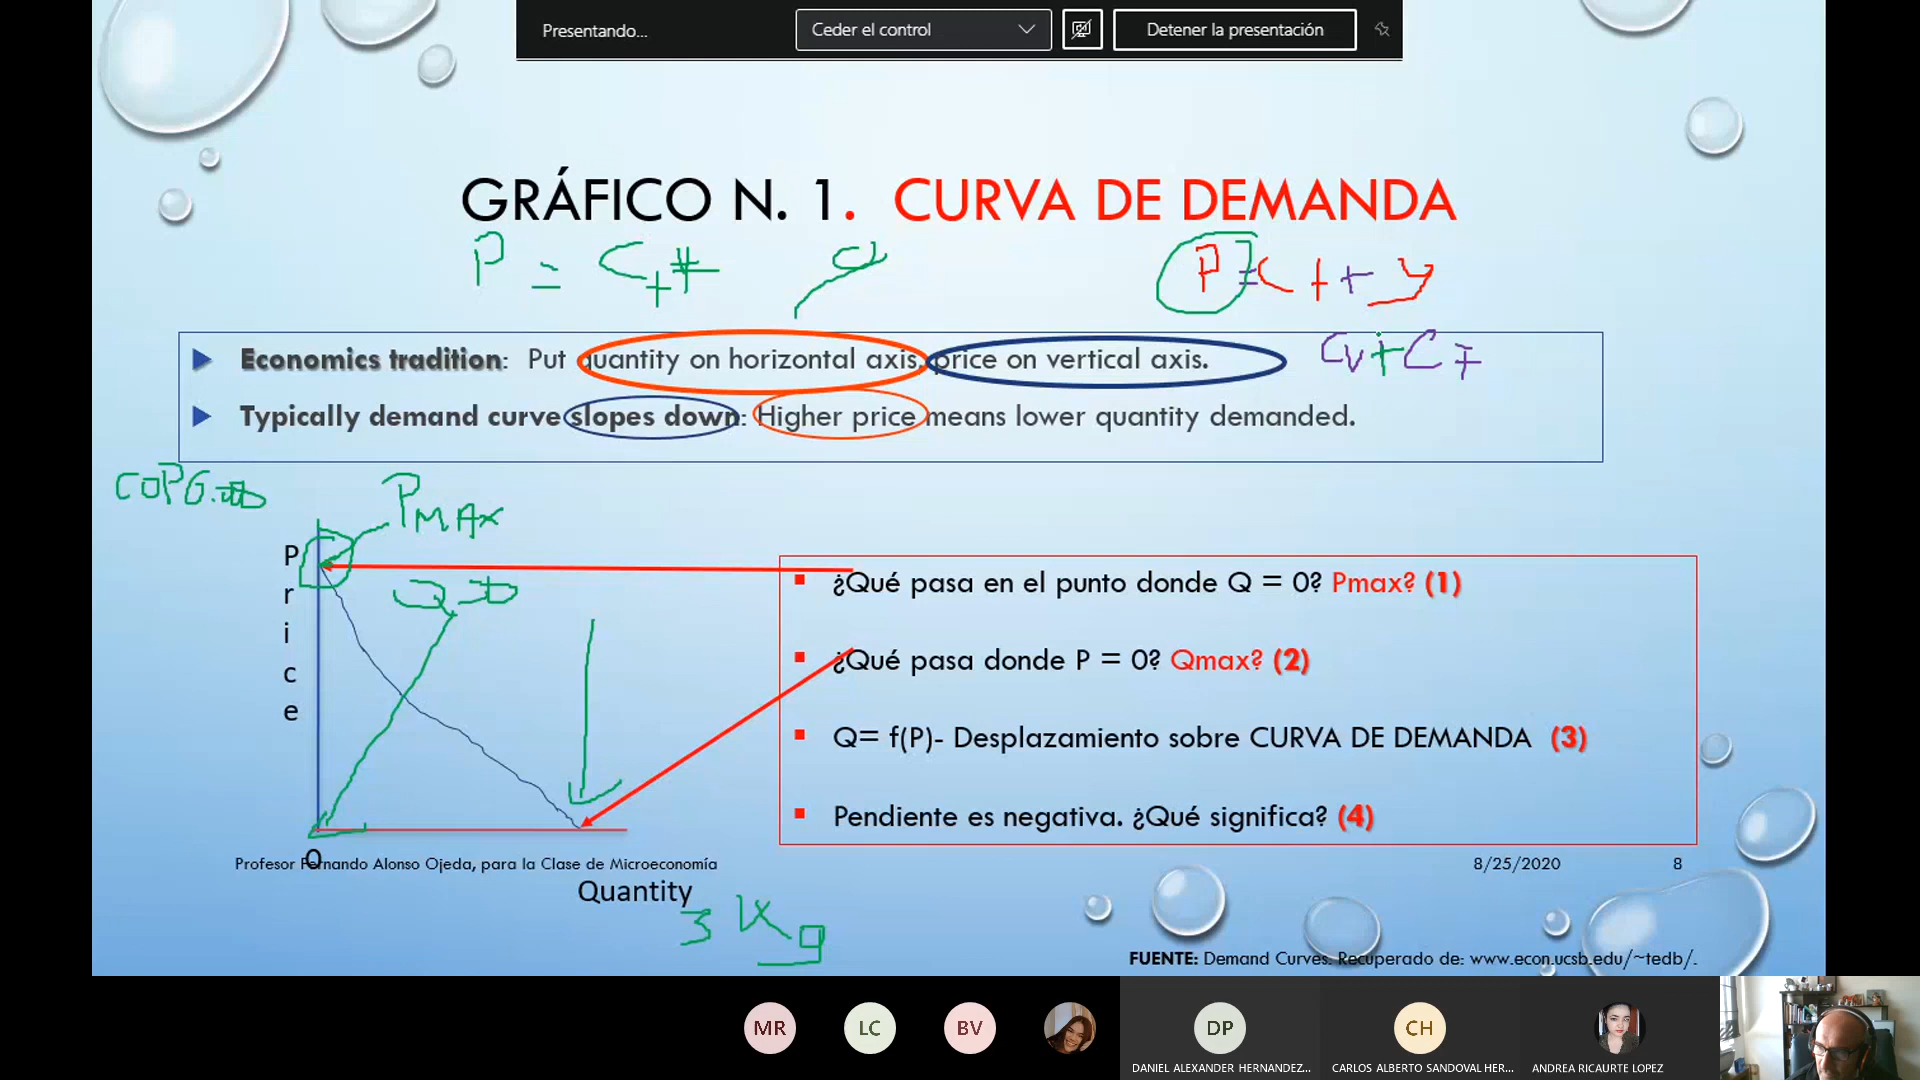 Presentando...
Ceder el control
Detener la presentación
GRÁFICO N. 1. CURVA DE DEMANDA
P = C +
P = C + r y
Economics tradition: Put quantity on horizontal axis, price on vertical axis.
CV + CF
Typically demand curve slopes down: Higher price means lower quantity demanded.
PMAX
Price
QD
¿Qué pasa en el punto donde Q = 0? Pmax? (1)
¿Qué pasa donde P = 0? Qmax? (2)
Q= f(P)- Desplazamiento sobre CURVA DE DEMANDA (3)
Pendiente es negativa. ¿Qué significa? (4)
0
Profesor Fernando Alonso Ojeda, para la Clase de Microeconomía
8/25/2020
8
Quantity
3 Kg
FUENTE: Demand Curves. Recuperado de: www.econ.ucsb.edu/~tedb/.
MR
LC
BV
DP
CH
DANIEL ALEXANDER HERNANDEZ...
CARLOS ALBERTO SANDOVAL HER...
ANDREA RICAURTE LOPEZ